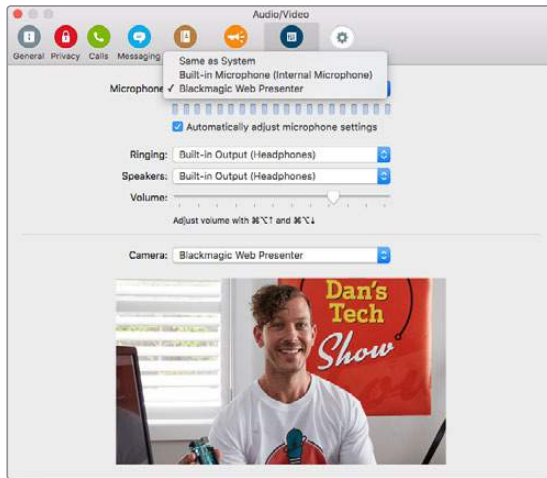 Audio/Video
General Privacy Calls Messaging
Same as System
Built-in Microphone (Internal Microphone)
Microphone ✓ Blackmagic Web Presenter
Automatically adjust microphone settings
Ringing: Built-in Output (Headphones)
Speakers: Built-in Output (Headphones)
Volume:
Adjust volume with ⌘⌥↑ and ⌘⌥↓
Camera: Blackmagic Web Presenter
Dan's
Tech
Show